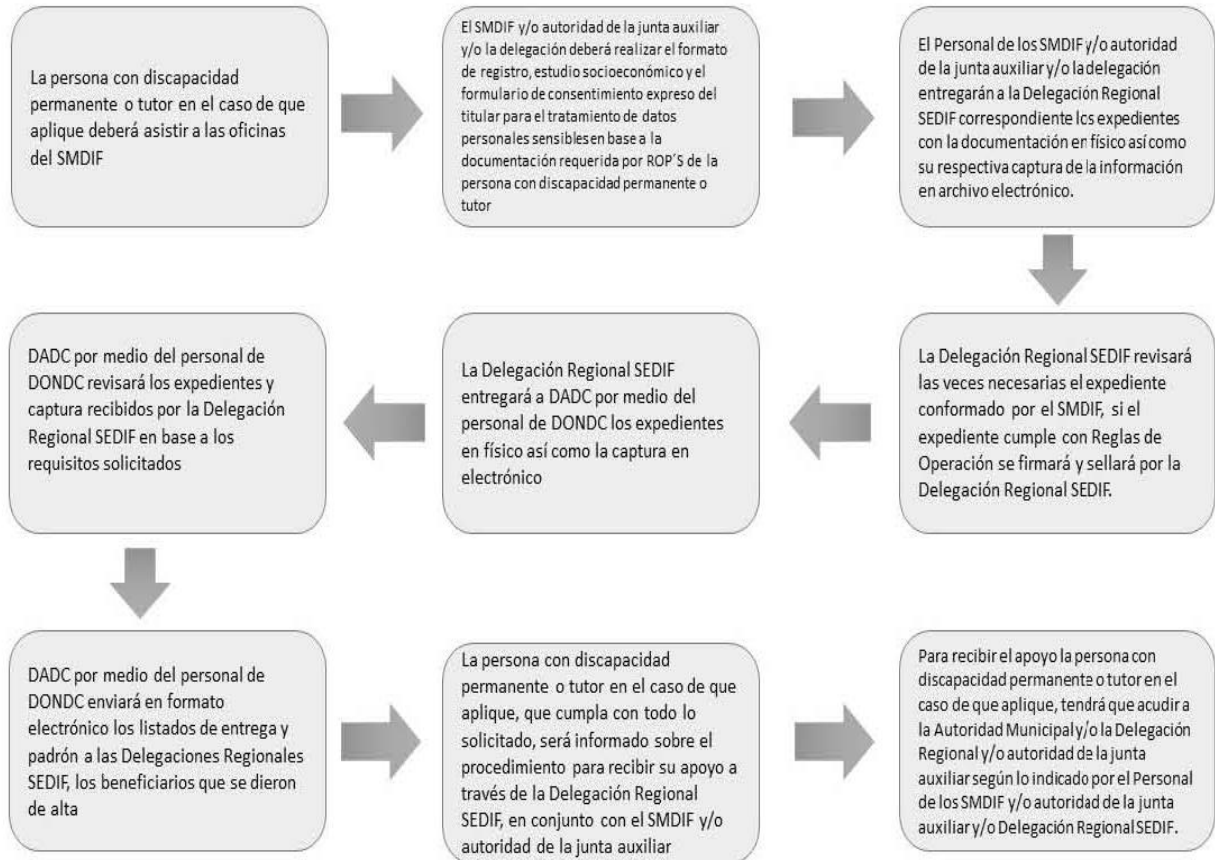 La persona con discapacidad
permanente o tutor en el caso de que
aplique deberá asistir a las oficinas
del SMDIF
El SMDIF y/o autoridad de la junta auxiliar
y/o la delegación deberá realizar el formato
de registro, estudio socioeconómico y el
formulario de consentimiento expreso del
titular para el tratamiento de datos
personales sensibles en base a la
documentación requerida por ROP´S de la
persona con discapacidad permanente o
tutor
El Personal de los SMDIF y/o autoridad
de la junta auxiliar y/o la delegación
entregarán a la Delegación Regional
SEDIF correspondiente los expedientes
con la documentación en físico así como
su respectiva captura de la información
en archivo electrónico.
La Delegación Regional SEDIF revisará
las veces necesarias el expediente
conformado por el SMDIF, si el
expediente cumple con Reglas de
Operación se firmará y sellará por la
Delegación Regional SEDIF.
La Delegación Regional SEDIF
entregará a DADC por medio del
personal de DONDC los expedientes
en físico así como la captura en
electrónico
DADC por medio del personal de
DONDC revisará los expedientes y
captura recibidos por la Delegación
Regional SEDIF en base a los
requisitos solicitados
DADC por medio del personal de
DONDC enviará en formato
electrónico los listados de entrega y
padrón a las Delegaciones Regionales
SEDIF, los beneficiarios que se dieron
de alta
La persona con discapacidad
permanente o tutor en el caso de que
aplique, que cumpla con todo lo
solicitado, será informado sobre el
procedimiento para recibir su apoyo a
través de la Delegación Regional
SEDIF, en conjunto con el SMDIF y/o
autoridad de la junta auxiliar
Para recibir el apoyo la persona con
discapacidad permanente o tutor en el
caso de que aplique, tendrá que acudir a
la Autoridad Municipal y/o la Delegación
Regional y/o autoridad de la junta
auxiliar según lo indicado por el Personal
de los SMDIF y/o autoridad de la junta
auxiliar y/o Delegación Regional SEDIF.